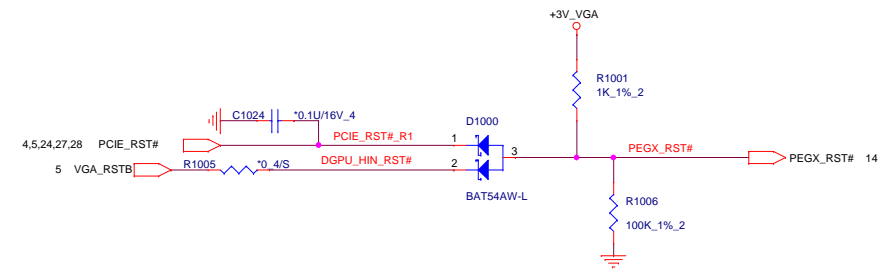 +3V_VGA
R1001
1K_1%_2
C1024
*0.1U/16V_4
D1000
4,5,24,27,28 PCIE_RST#
PCIE_RST#_R1
1
3
PEGX_RST#
PEGX_RST# 14
5 VGA_RSTB
R1005
*0_4/S
DGPU_HIN_RST#
2
BAT54AW-L
R1006
100K_1%_2